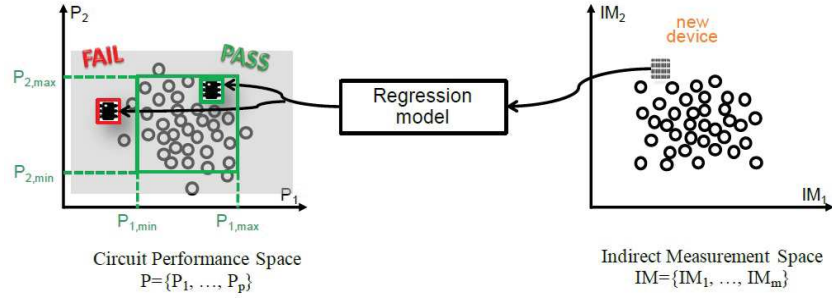 P2
FAIL
PASS
P2,max
P2,min
P1,min
P1,max
P1
Circuit Performance Space
P={P1, …, Pp}
Regression
model
IM2
new
device
IM1
Indirect Measurement Space
IM={IM1, …, IMm}